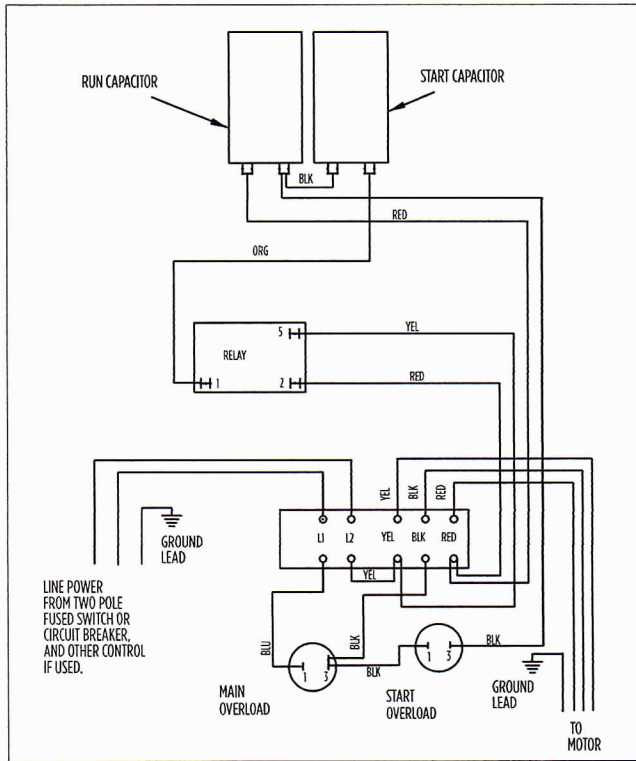 RUN CAPACITOR
START CAPACITOR
BLK
RED
ORG
5
YEL
RELAY
1
2
RED
YEL
BLK
RED
GROUND
LEAD
L1
L2
YEL
BLK
RED
YEL
LINE POWER
FROM TWO POLE
FUSED SWITCH OR
CIRCUIT BREAKER,
AND OTHER CONTROL
IF USED.
BLU
BLK
1
3
BLK
1
3
BLK
MAIN
OVERLOAD
START
OVERLOAD
GROUND
LEAD
TO
MOTOR